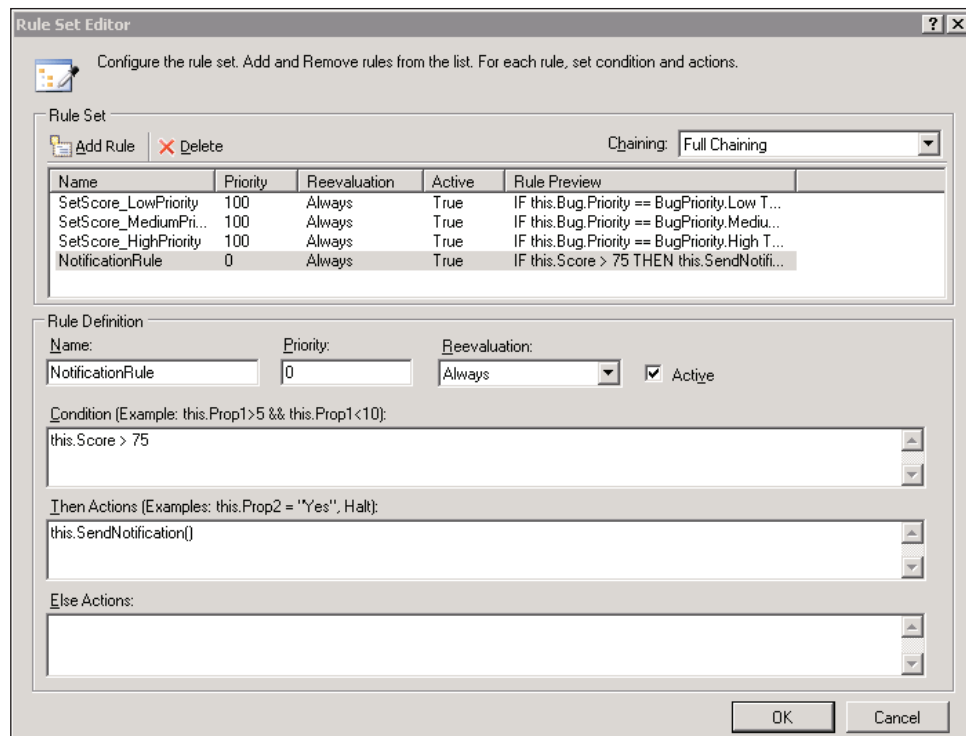 Rule Set Editor
Configure the rule set. Add and Remove rules from the list. For each rule, set condition and actions.
Rule Set
Add Rule Delete Chaining: Full Chaining
Name Priority Reevaluation Active Rule Preview
SetScore_LowPriority 100 Always True IF this.Bug.Priority == BugPriority.Low T...
SetScore_MediumPri... 100 Always True IF this.Bug.Priority == BugPriority.Mediu...
SetScore_HighPriority 100 Always True IF this.Bug.Priority == BugPriority.High T...
NotificationRule 0 Always True IF this.Score > 75 THEN this.SendNotifi...
Rule Definition
Name: Priority: Reevaluation:
NotificationRule 0 Always Active
Condition (Example: this.Prop1>5 && this.Prop1<10):
this.Score > 75
Then Actions (Examples: this.Prop2 = "Yes", Halt):
this.SendNotification()
Else Actions:
OK Cancel